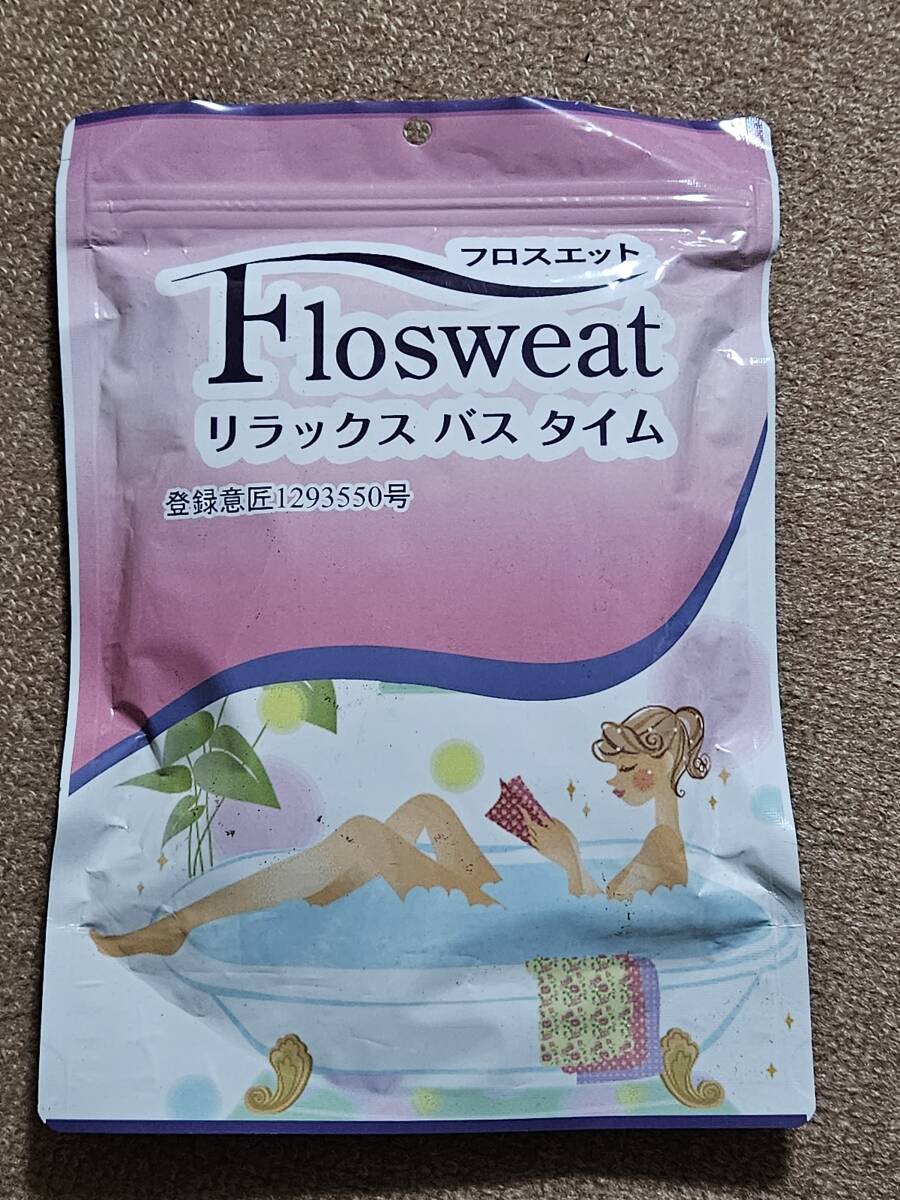 フロスエット
Flosweat
リラックス バス タイム
登録意匠1293550号